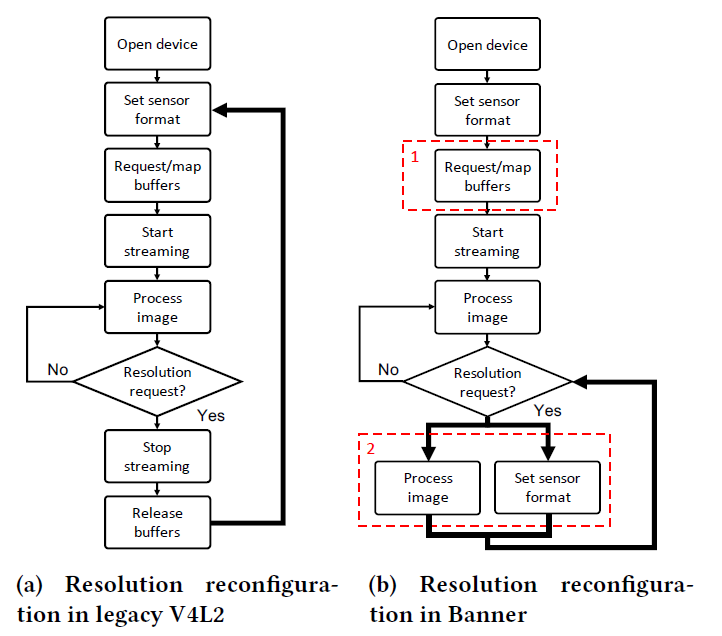 Open device
Set sensor
format
Request/map
buffers
Start
streaming
Process
image
No
Resolution
request?
Yes
Stop
streaming
Release
buffers
(a) Resolution reconfigura-
tion in legacy V4L2
Open device
Set sensor
format
1
Request/map
buffers
Start
streaming
Process
image
No
Resolution
request?
Yes
2
Process
image
Set sensor
format
(b) Resolution reconfigura-
tion in Banner